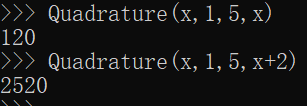 >>> Quadrature(x,1,5,x)
120
>>> Quadrature(x,1,5,x+2)
2520